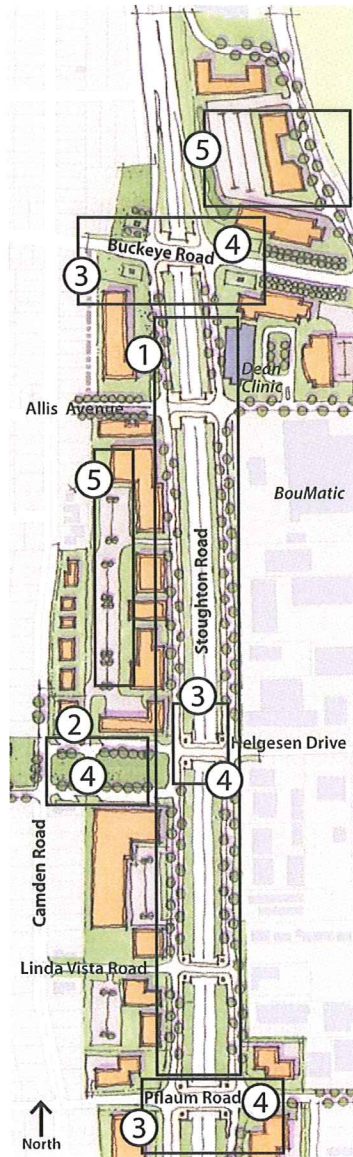 5
Buckeye Road
4
3
1
Dean
Clinic
Allis Avenue
5
BouMatic
Stoughton Road
3
2
Helgesen Drive
4
4
Camden Road
Linda Vista Road
Pflaum Road
4
3
North